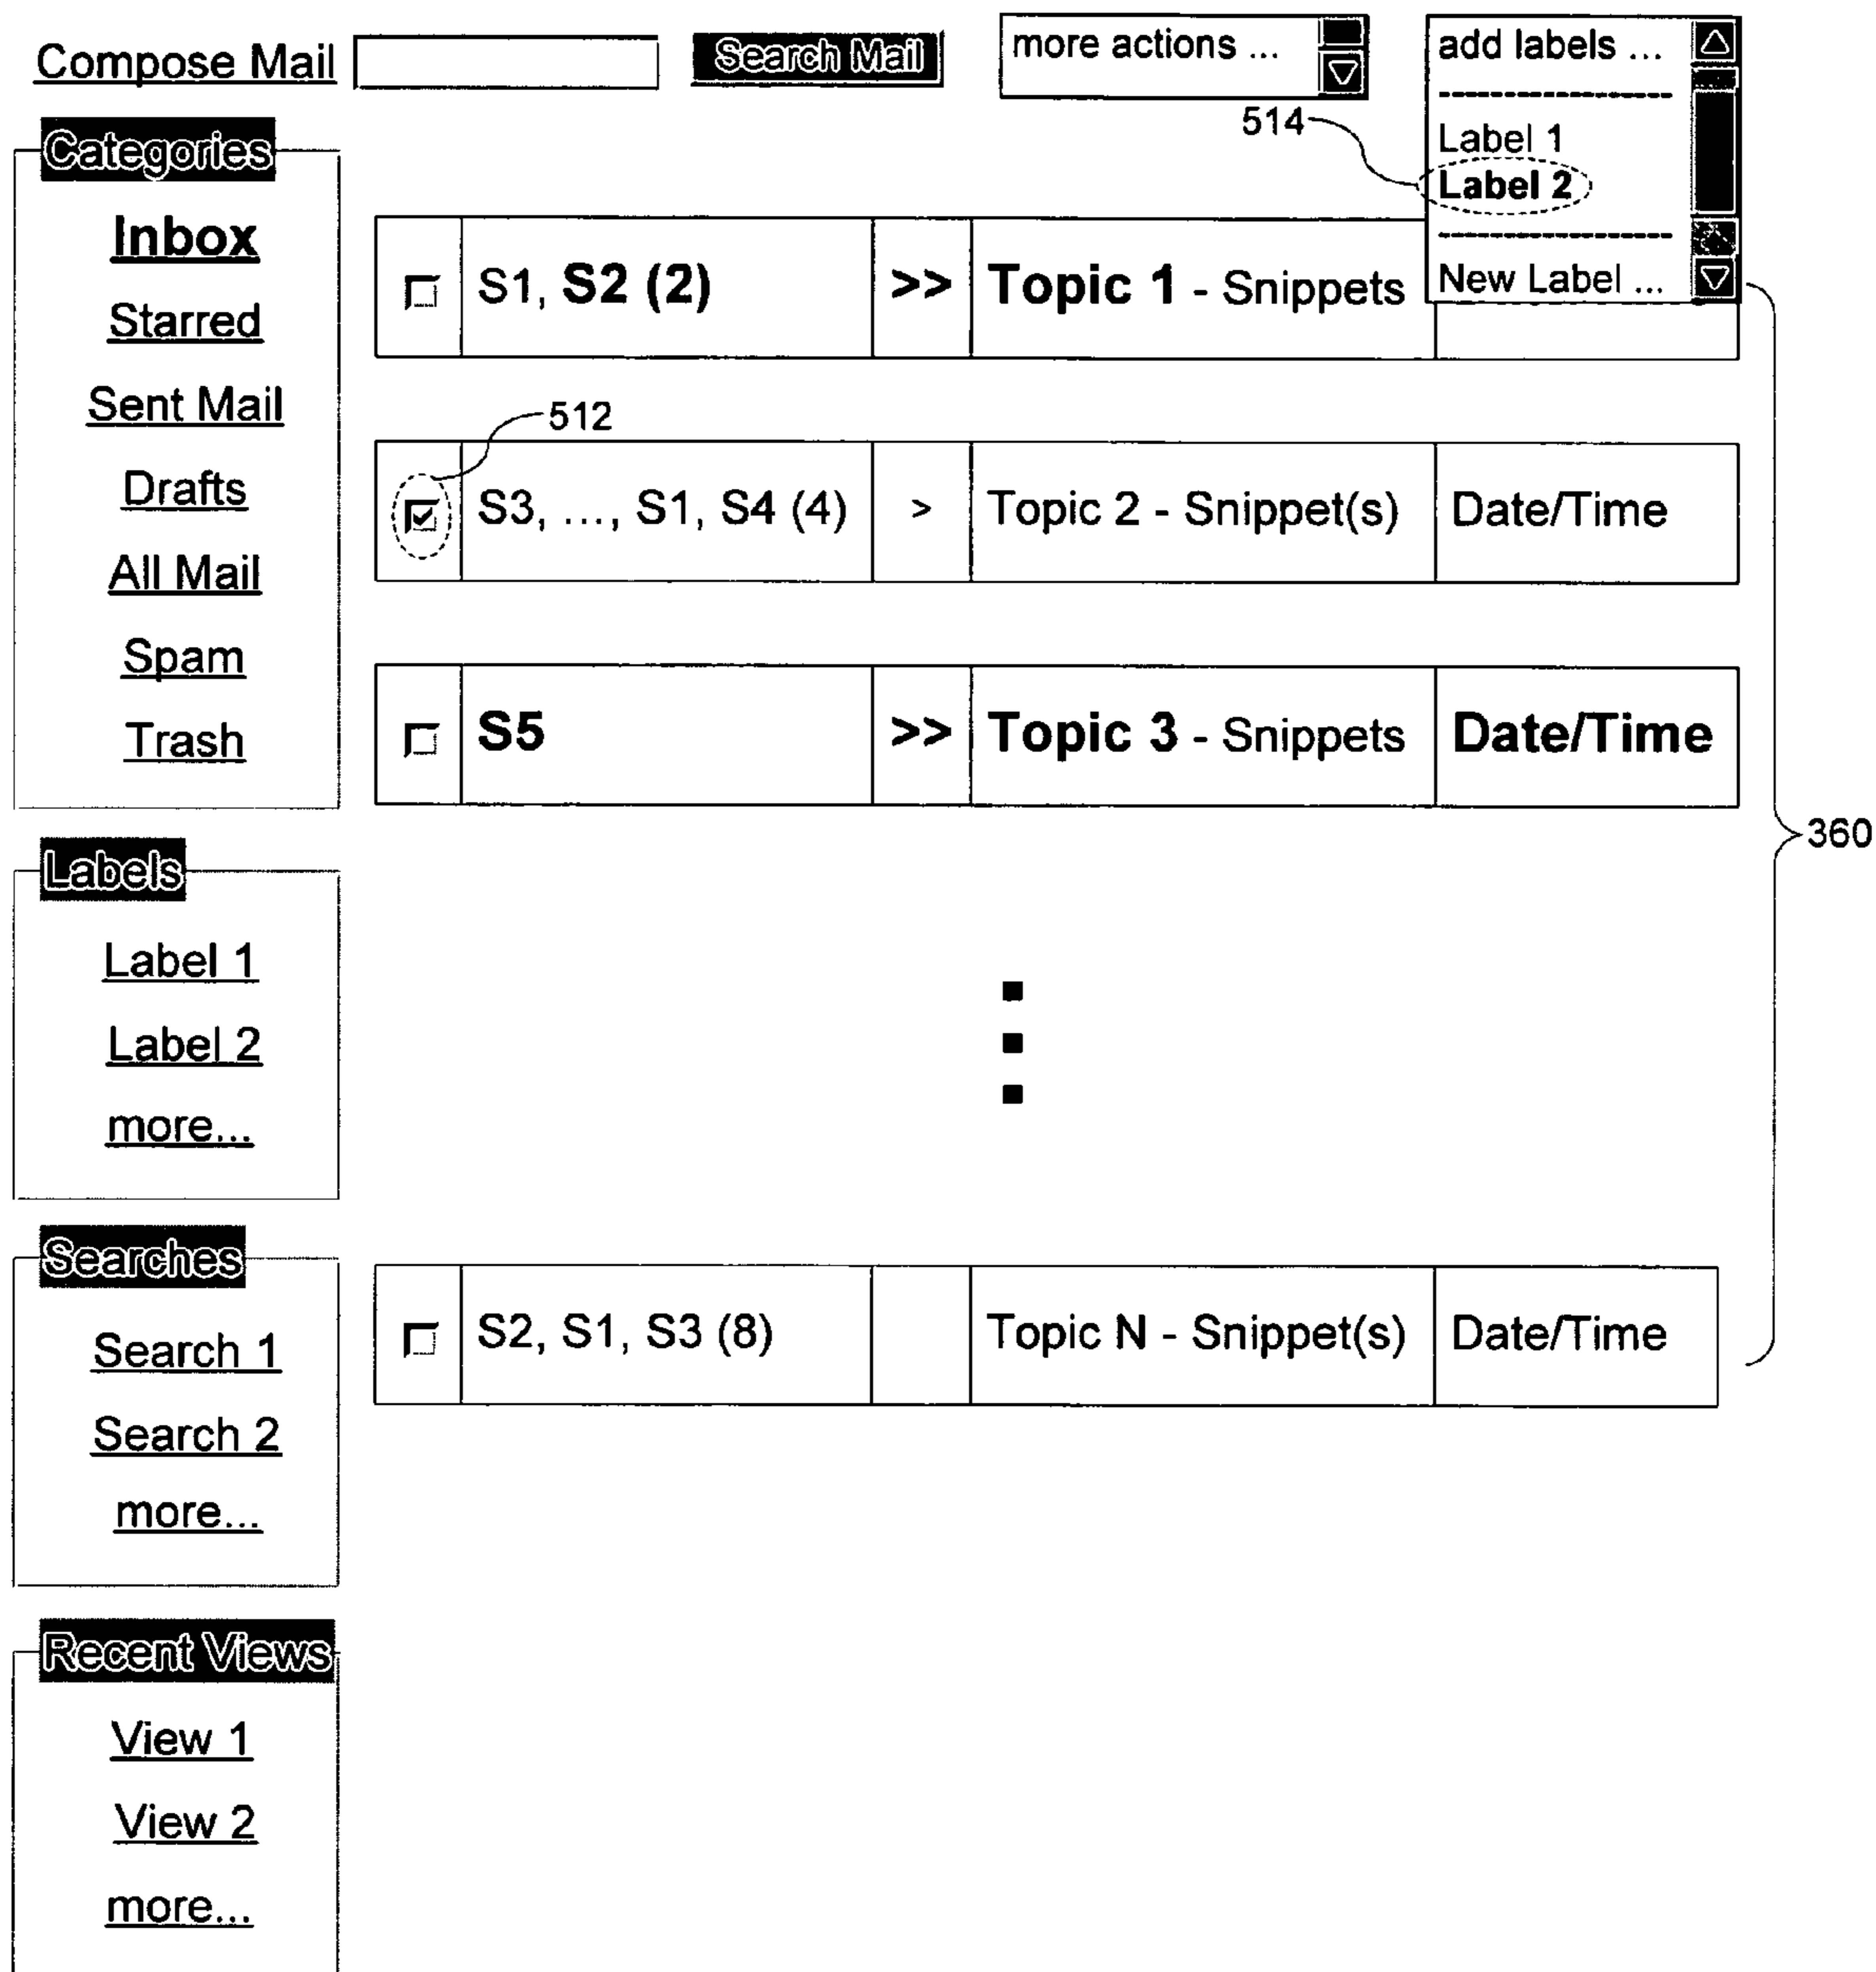 Compose Mail
Search Mail
more actions ...
add labels ...
Label 1
Label 2
New Label ...
514
Categories
Inbox
Starred
Sent Mail
Drafts
All Mail
Spam
Trash
S1, S2 (2) >> Topic 1 - Snippets
512
S3, ..., S1, S4 (4) > Topic 2 - Snippet(s) Date/Time
S5 >> Topic 3 - Snippets Date/Time
360
Labels
Label 1
Label 2
more...
Searches
Search 1
Search 2
more...
S2, S1, S3 (8) Topic N - Snippet(s) Date/Time
Recent Views
View 1
View 2
more...